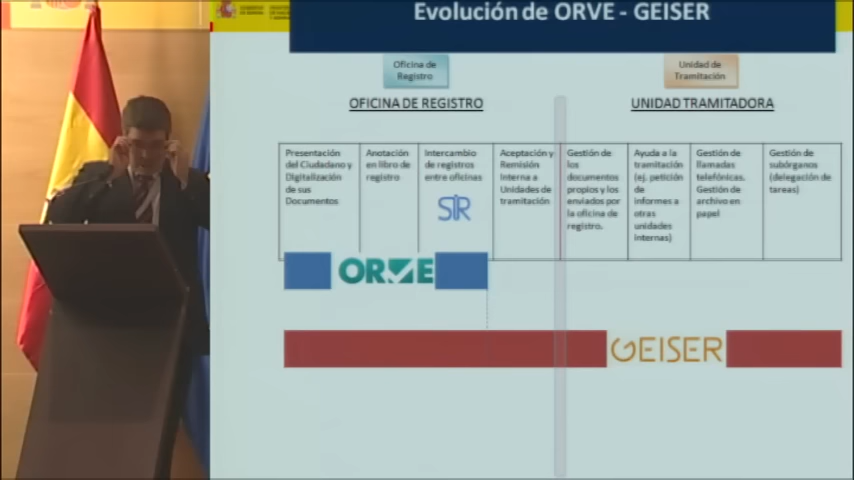 Evolución de ORVE - GEISER
Oficina de
Registro
Unidad de
Tramitación
OFICINA DE REGISTRO
UNIDAD TRAMITADORA
Presentación
del Ciudadano y
Digitalización
de sus
Documentos
Anotación
en libro de
registro
Intercambio
de registros
entre oficinas
SIR
Aceptación y
Remisión
Interna a
Unidades de
tramitación
Gestión de
los
documentos
propios y los
enviados por
la oficina de
registro.
Ayuda a la
tramitación
(ej. petición
de
informes a
otras
unidades
internas)
Gestión de
llamadas
telefónicas.
Gestión de
archivo en
papel
Gestión de
subórganos
(delegación de
tareas)
ORVE
GEISER